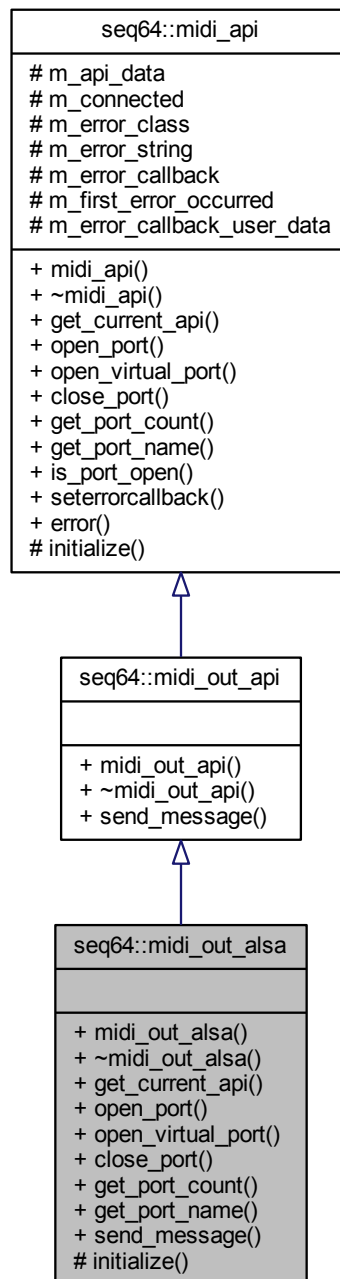 seq64::midi_api
# m_api_data
# m_connected
# m_error_class
# m_error_string
# m_error_callback
# m_first_error_occurred
# m_error_callback_user_data
+ midi_api()
+ ~midi_api()
+ get_current_api()
+ open_port()
+ open_virtual_port()
+ close_port()
+ get_port_count()
+ get_port_name()
+ is_port_open()
+ seterrorcallback()
+ error()
# initialize()
seq64::midi_out_api
+ midi_out_api()
+ ~midi_out_api()
+ send_message()
seq64::midi_out_alsa
+ midi_out_alsa()
+ ~midi_out_alsa()
+ get_current_api()
+ open_port()
+ open_virtual_port()
+ close_port()
+ get_port_count()
+ get_port_name()
+ send_message()
# initialize()